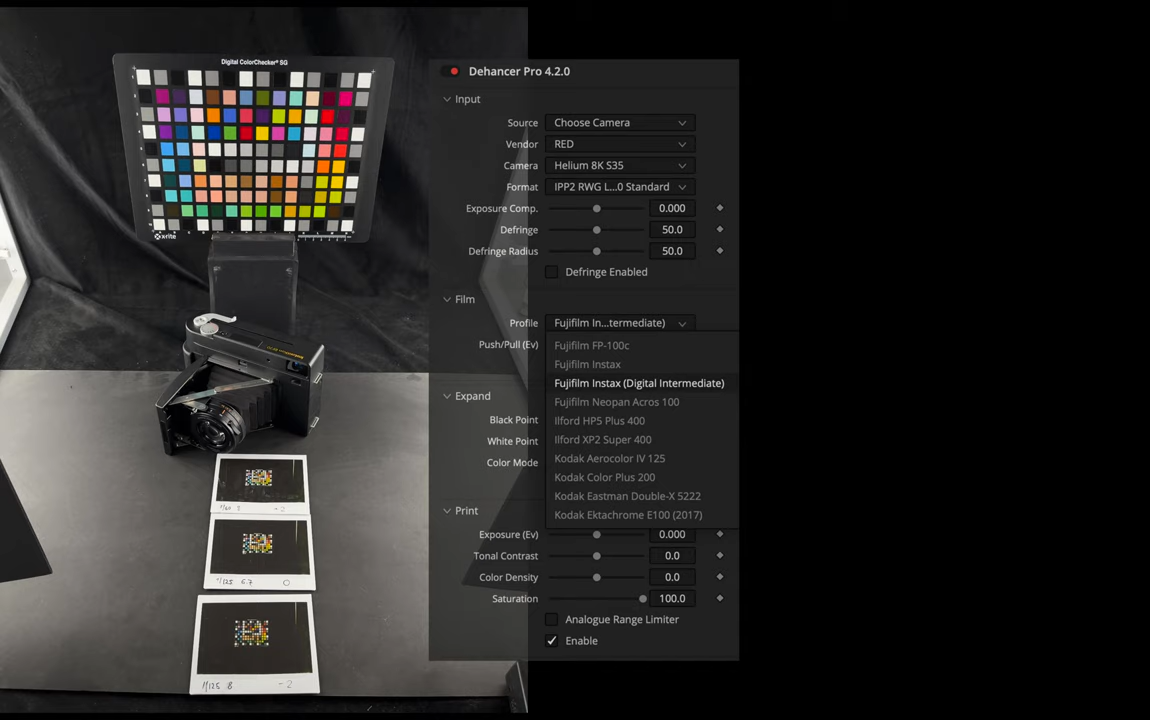 Digital ColorChecker® SG
x-rite
1/60 8 -2
1/125 6.7 0
1/125 8 -2
Dehancer Pro 4.2.0
Input
Source Choose Camera
Vendor RED
Camera Helium 8K S35
Format IPP2 RWG L...0 Standard
Exposure Comp. 0.000
Defringe 50.0
Defringe Radius 50.0
Defringe Enabled
Film
Profile Fujifilm In...termediate)
Push/Pull (Ev)
Fujifilm FP-100c
Fujifilm Instax
Fujifilm Instax (Digital Intermediate)
Fujifilm Neopan Acros 100
Ilford HP5 Plus 400
Ilford XP2 Super 400
Kodak Aerocolor IV 125
Kodak Color Plus 200
Kodak Eastman Double-X 5222
Kodak Ektachrome E100 (2017)
Expand
Black Point
White Point
Color Mode
Print
Exposure (Ev) 0.000
Tonal Contrast 0.0
Color Density 0.0
Saturation 100.0
Analogue Range Limiter
Enable